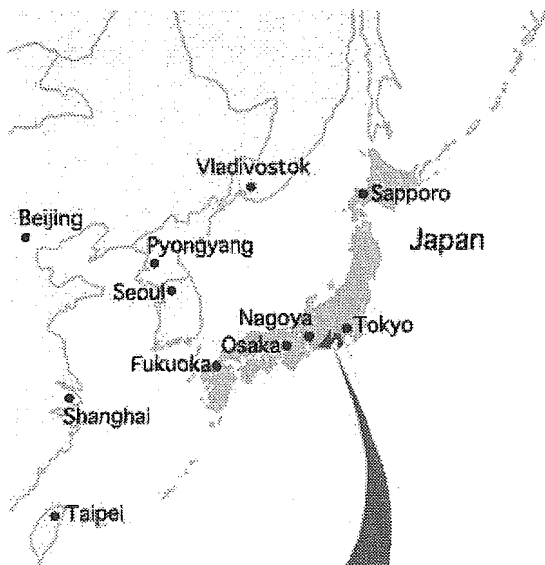 Vladivostok
Sapporo
Beijing
Japan
Pyongyang
Seoul
Nagoya
Tokyo
Osaka
Fukuoka
Shanghai
Taipei